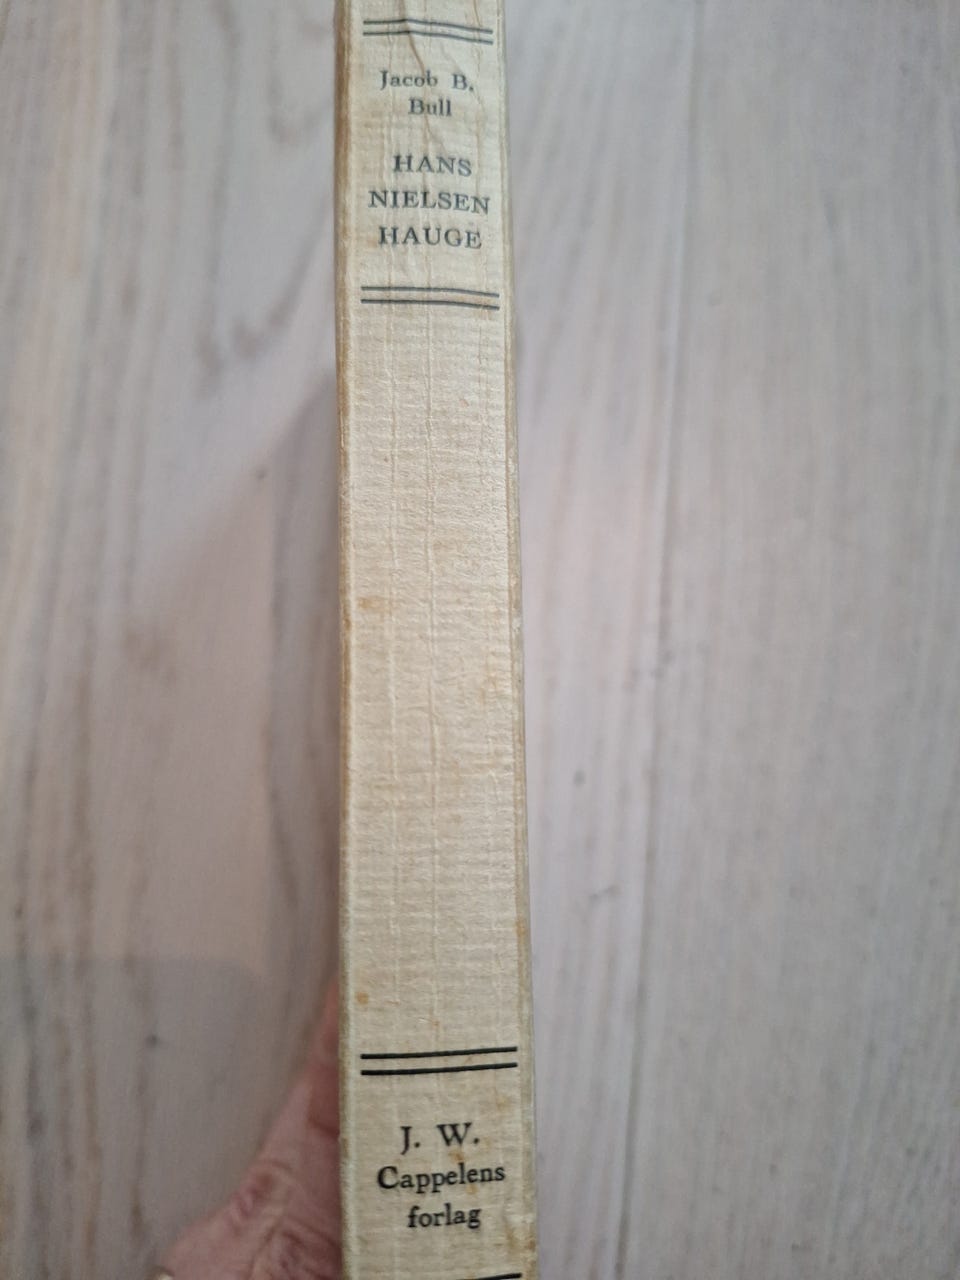 Jacob B.
Bull
HANS
NIELSEN
HAUGE
J. W.
Cappelens
forlag